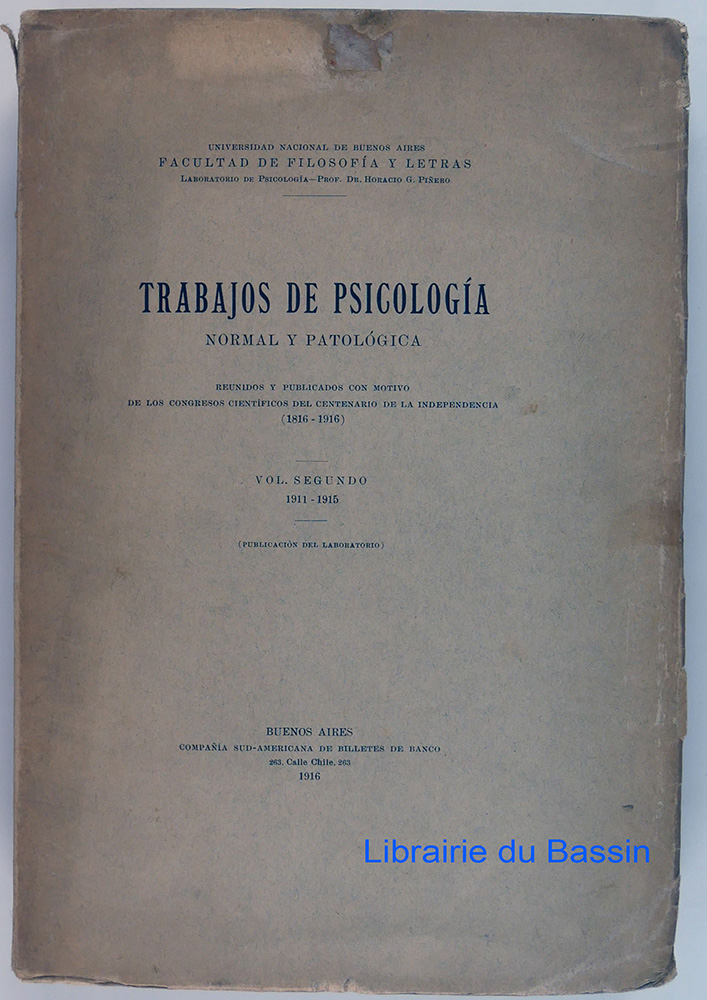 UNIVERSIDAD NACIONAL DE BUENOS AIRES
FACULTAD DE FILOSOFÍA Y LETRAS
LABORATORIO DE PSICOLOGÍA—PROF. DR. HORACIO G. PIÑERO
TRABAJOS DE PSICOLOGÍA
NORMAL Y PATOLÓGICA
REUNIDOS Y PUBLICADOS CON MOTIVO
DE LOS CONGRESOS CIENTÍFICOS DEL CENTENARIO DE LA INDEPENDENCIA
(1816 - 1916)
VOL. SEGUNDO
1911 - 1915
(PUBLICACIÓN DEL LABORATORIO)
BUENOS AIRES
COMPAÑÍA SUD-AMERICANA DE BILLETES DE BANCO
263, Calle Chile, 263
1916
Librairie du Bassin